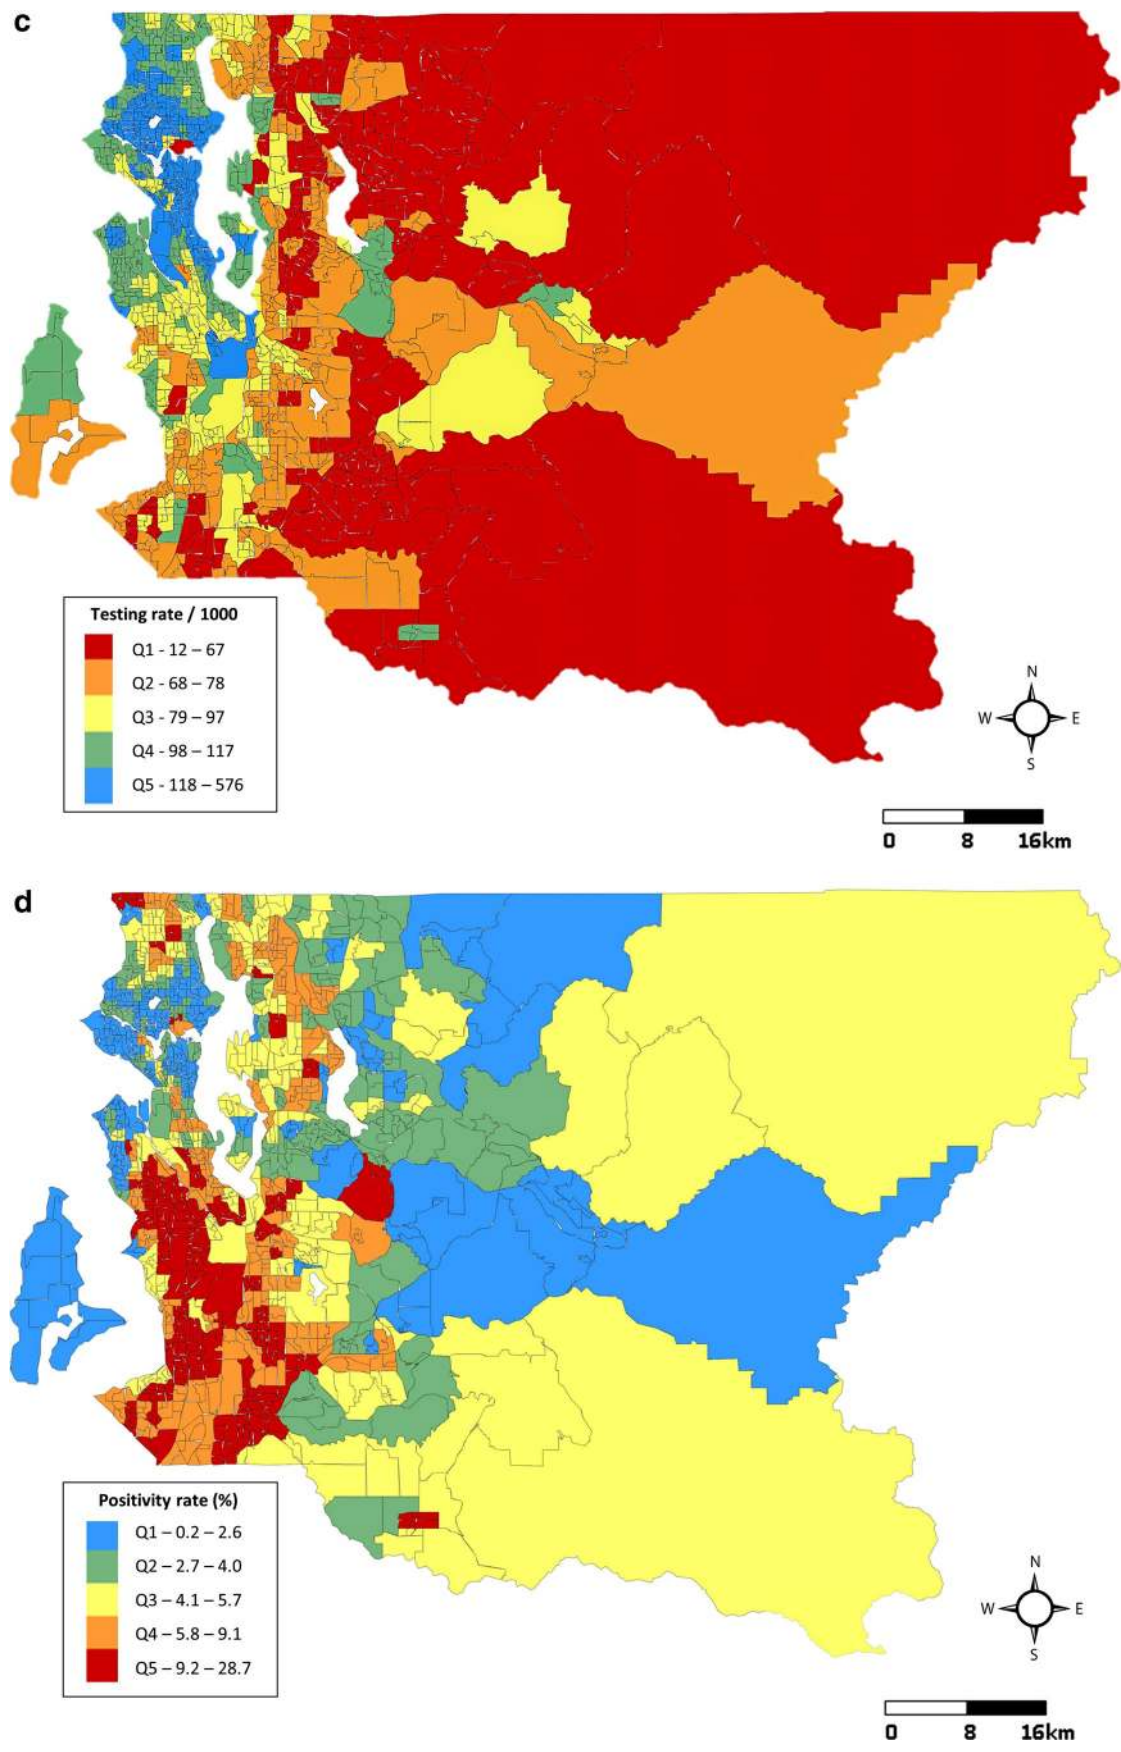 c
Testing rate / 1000
Q1 - 12 – 67
Q2 - 68 – 78
Q3 - 79 – 97
Q4 - 98 - 117
Q5 - 118 – 576
N
W E
S
0 8 16km
d
Positivity rate (%)
Q1 – 0.2 – 2.6
Q2 – 2.7 – 4.0
Q3 – 4.1 – 5.7
Q4 – 5.8 – 9.1
Q5 – 9.2 – 28.7
N
W E
S
0 8 16km